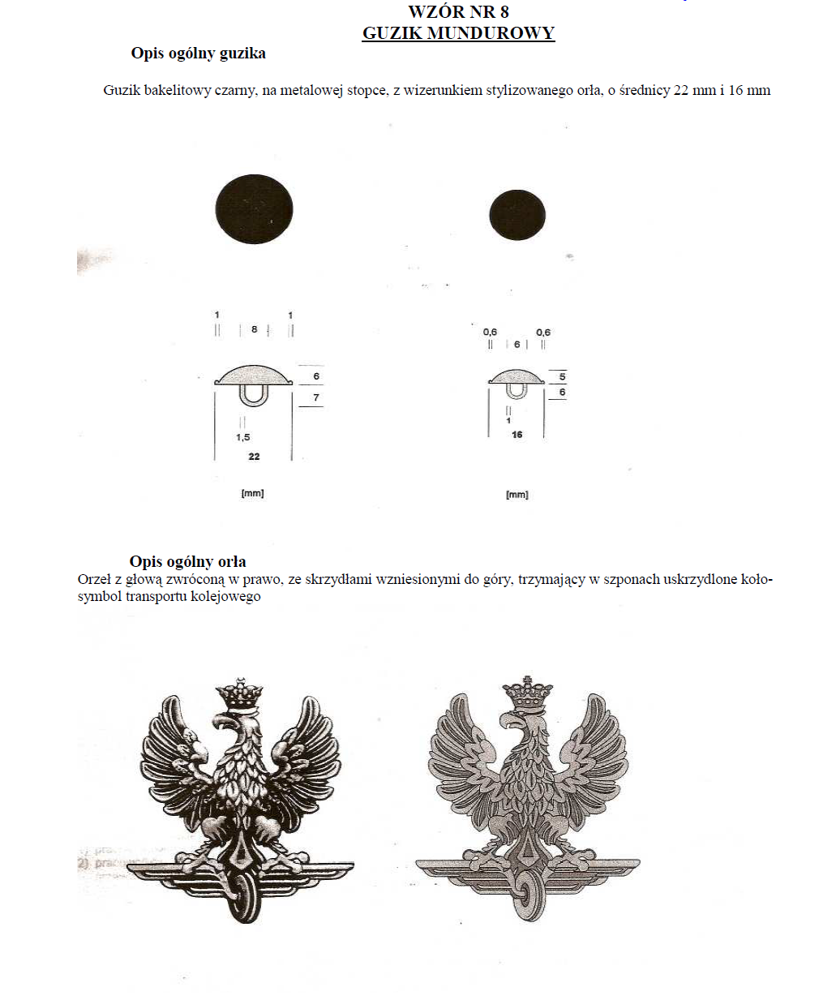 WZÓR NR 8
GUZIK MUNDUROWY
Opis ogólny guzika
Guzik bakelitowy czarny, na metalowej stopce, z wizerunkiem stylizowanego orła, o średnicy 22 mm i 16 mm
1 1
8
6
7
1,5
22
[mm]
0,6 0,6
6
5
6
1
16
[mm]
Opis ogólny orła
Orzeł z głową zwróconą w prawo, ze skrzydłami wzniesionymi do góry, trzymający w szponach uskrzydlone koło-
symbol transportu kolejowego
2)